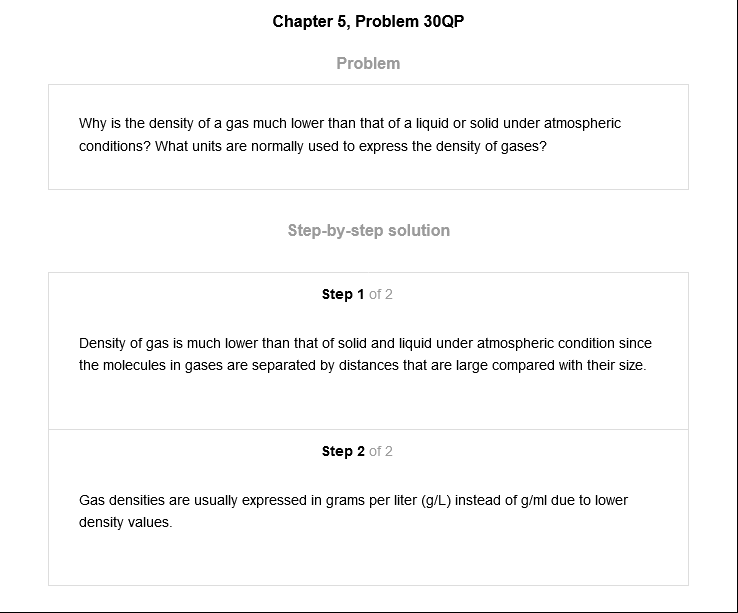 Chapter 5, Problem 30QP
Problem
Why is the density of a gas much lower than that of a liquid or solid under atmospheric
conditions? What units are normally used to express the density of gases?
Step-by-step solution
Step 1 of 2
Density of gas is much lower than that of solid and liquid under atmospheric condition since
the molecules in gases are separated by distances that are large compared with their size.
Step 2 of 2
Gas densities are usually expressed in grams per liter (g/L) instead of g/ml due to lower
density values.